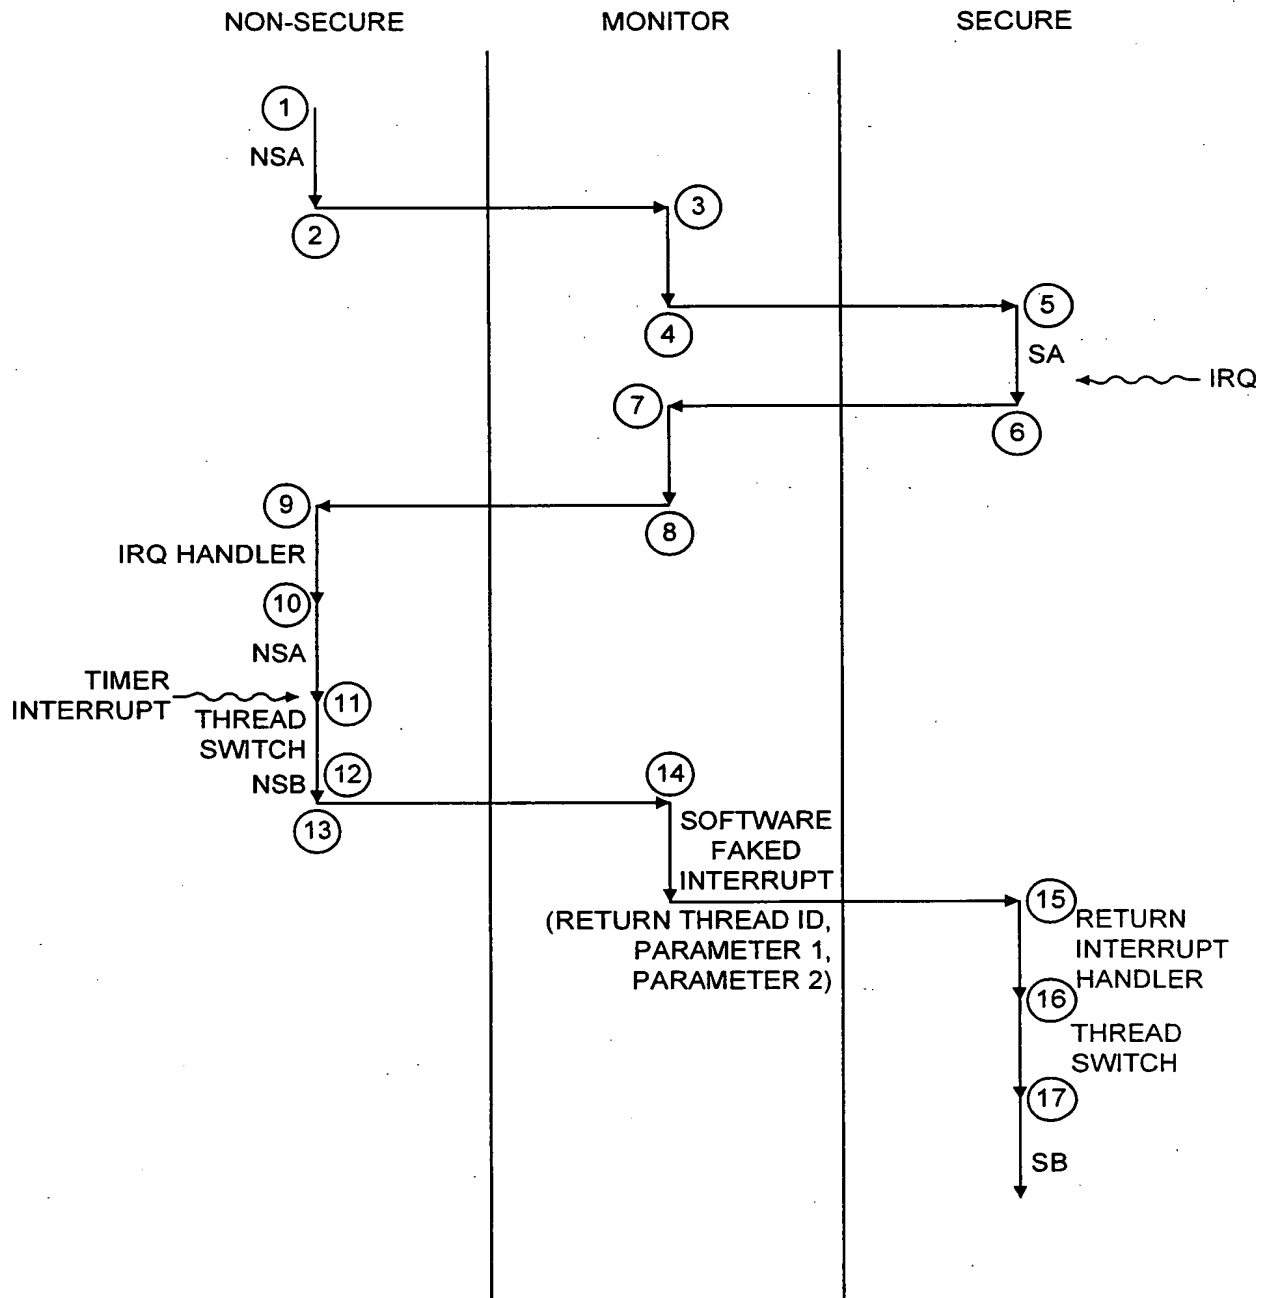 NON-SECURE
MONITOR
SECURE
1
NSA
2
3
4
5
SA
IRQ
6
7
8
9
IRQ HANDLER
10
NSA
TIMER
INTERRUPT
11
THREAD
SWITCH
12
NSB
13
14
SOFTWARE
FAKED
INTERRUPT
(RETURN THREAD ID,
PARAMETER 1,
PARAMETER 2)
15
RETURN
INTERRUPT
HANDLER
16
THREAD
SWITCH
17
SB